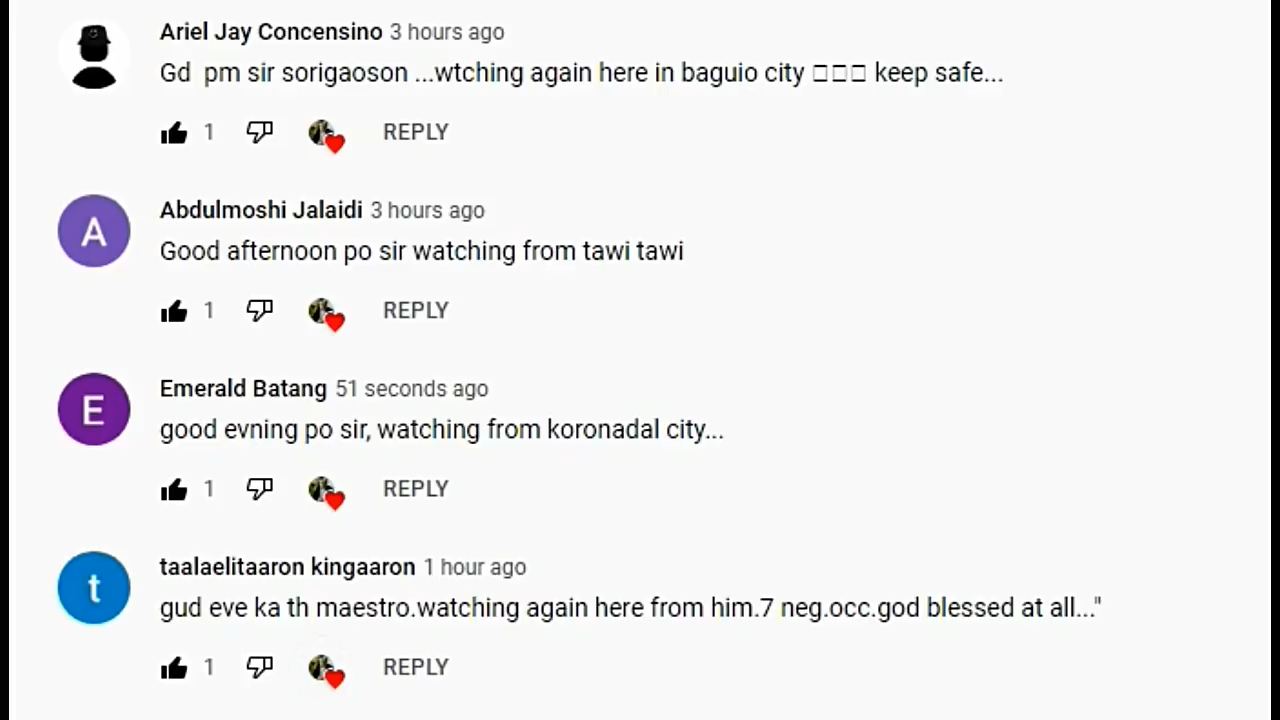 Ariel Jay Concensino 3 hours ago
Gd pm sir sorigaoson ...wtching again here in baguio city □□□ keep safe...
1 REPLY
A
Abdulmoshi Jalaidi 3 hours ago
Good afternoon po sir watching from tawi tawi
1 REPLY
E
Emerald Batang 51 seconds ago
good evning po sir, watching from koronadal city...
1 REPLY
t
taalaelitaaron kingaaron 1 hour ago
gud eve ka th maestro.watching again here from him.7 neg.occ.god blessed at all..."
1 REPLY